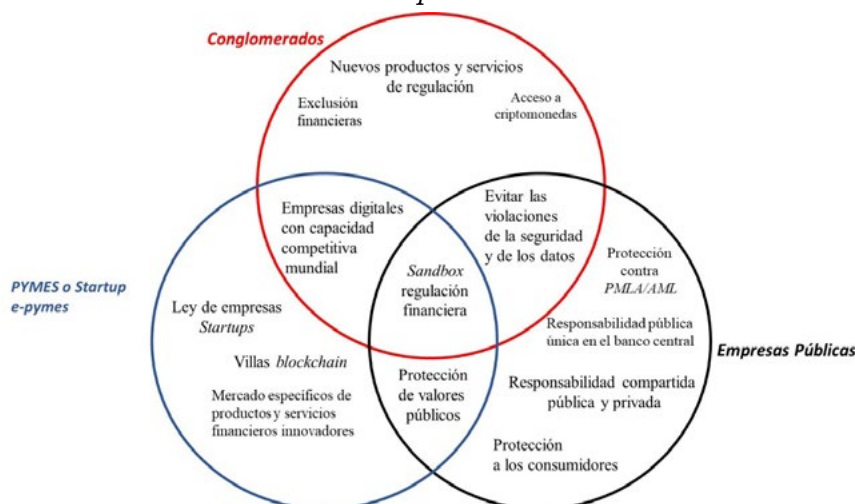 Conglomerados
Nuevos productos y servicios
de regulación
Exclusión
financieras
Acceso a
criptomonedas
Empresas digitales
con capacidad
competitiva
mundial
Evitar las
violaciones
de la seguridad
y de los datos
Sandbox
regulación
financiera
PYMES o Startup
e-pymes
Ley de empresas
Startups
Villas blockchain
Mercado especificos de
productos y servicios
financieros innovadores
Protección
de valores
públicos
Protección
contra
PMLA/AML
Responsabilidad pública
única en el banco central
Empresas Públicas
Responsabilidad compartida
pública y privada
Protección
a los consumidores